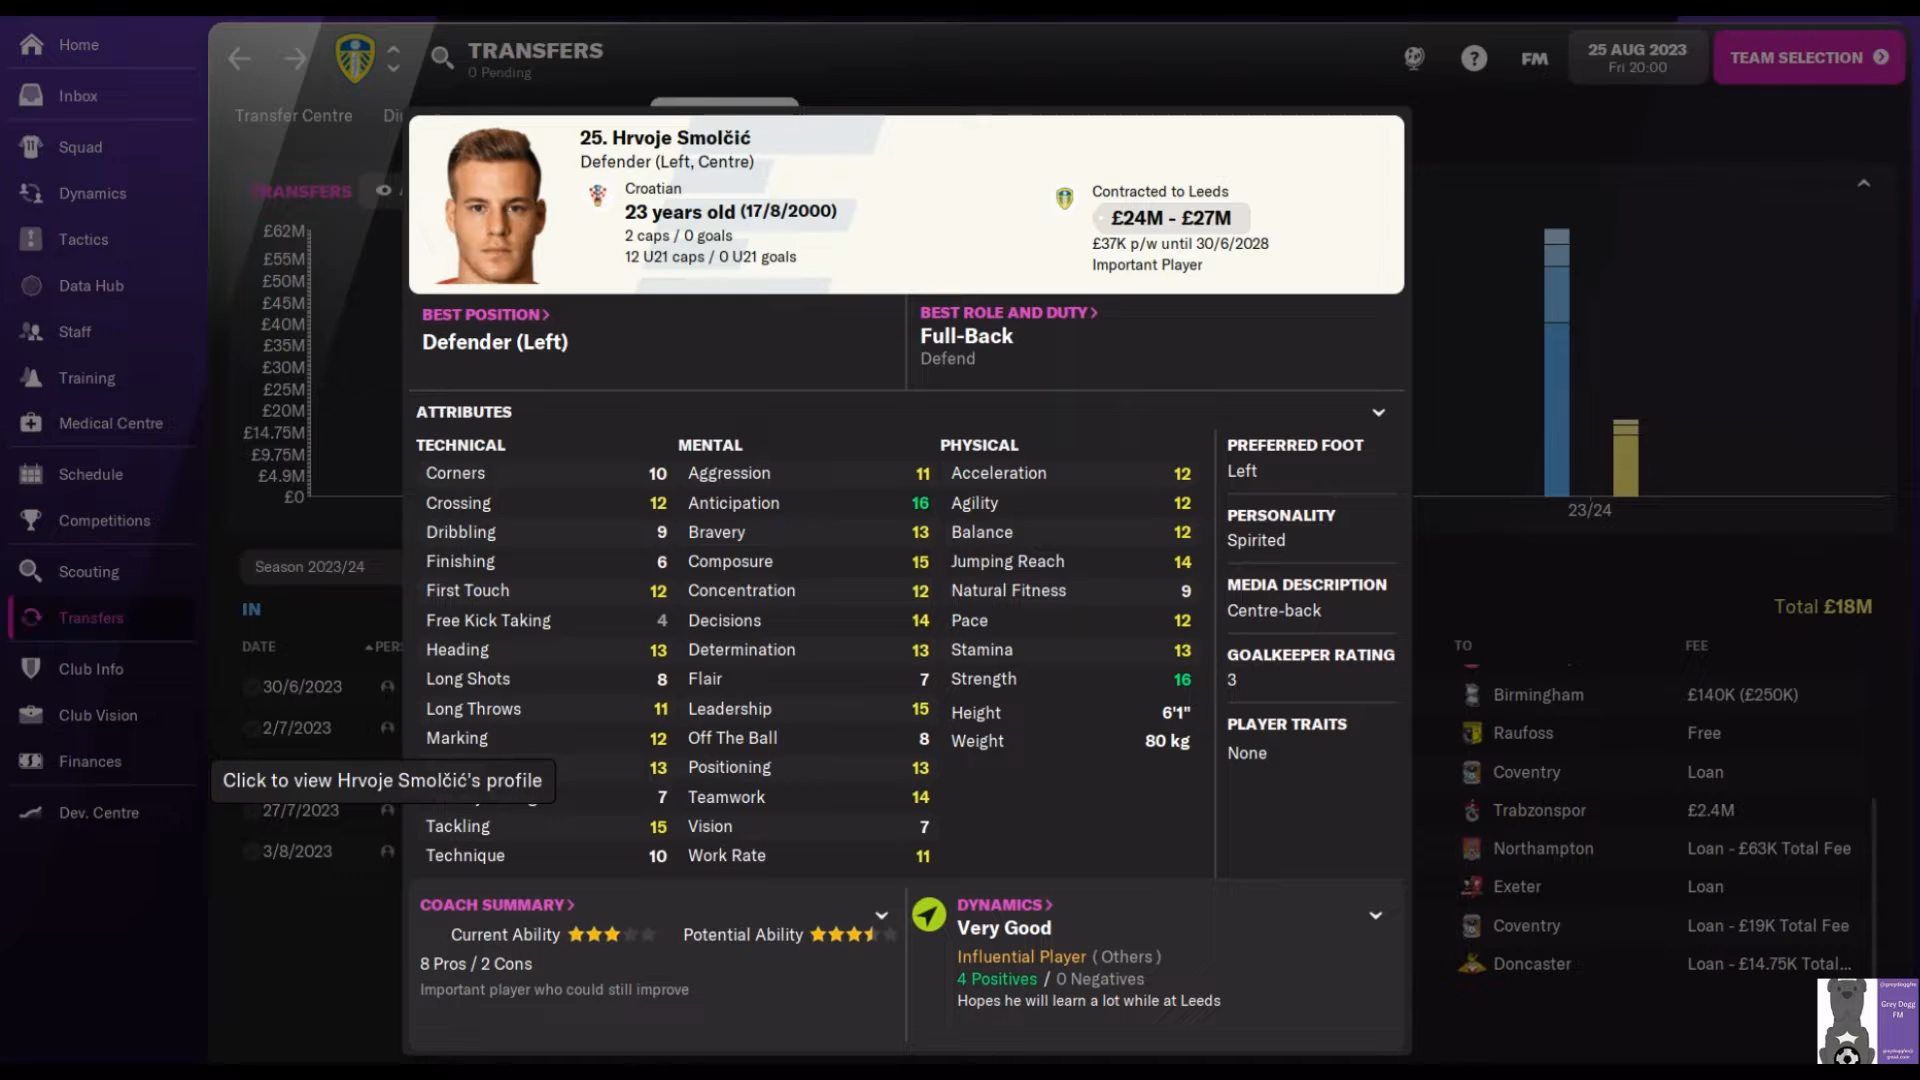 Home
Inbox
Squad
Dynamics
Tactics
Data Hub
Staff
Training
Medical Centre
Schedule
Competitions
Scouting
Transfers
Club Info
Club Vision
Finances
Dev. Centre
TRANSFERS
0 Pending
FM
25 AUG 2023
Fri 20:00
TEAM SELECTION
Transfer Centre
TRANSFERS
£62M
£55M
£50M
£45M
£40M
£35M
£30M
£25M
£20M
£14.75M
£9.75M
£4.9M
£0
23/24
Season 2023/24
IN
DATE
30/6/2023
2/7/2023
27/7/2023
3/8/2023
Click to view Hrvoje Smolčić's profile
25. Hrvoje Smolčić
Defender (Left, Centre)
Croatian
23 years old (17/8/2000)
2 caps / 0 goals
12 U21 caps / 0 U21 goals
Contracted to Leeds
£24M - £27M
£37K p/w until 30/6/2028
Important Player
BEST POSITION>
Defender (Left)
BEST ROLE AND DUTY>
Full-Back
Defend
ATTRIBUTES
TECHNICAL
Corners 10
Crossing 12
Dribbling 9
Finishing 6
First Touch 12
Free Kick Taking 4
Heading 13
Long Shots 8
Long Throws 11
Marking 12
13
7
Tackling 15
Technique 10
MENTAL
Aggression 11
Anticipation 16
Bravery 13
Composure 15
Concentration 12
Decisions 14
Determination 13
Flair 7
Leadership 15
Off The Ball 8
Positioning 13
Teamwork 14
Vision 7
Work Rate 11
PHYSICAL
Acceleration 12
Agility 12
Balance 12
Jumping Reach 14
Natural Fitness 9
Pace 12
Stamina 13
Strength 16
Height 6'1"
Weight 80 kg
PREFERRED FOOT
Left
PERSONALITY
Spirited
MEDIA DESCRIPTION
Centre-back
GOALKEEPER RATING
3
PLAYER TRAITS
None
COACH SUMMARY>
Current Ability
Potential Ability
8 Pros / 2 Cons
Important player who could still improve
DYNAMICS>
Very Good
Influential Player (Others)
4 Positives / 0 Negatives
Hopes he will learn a lot while at Leeds
Total £18M
TO FEE
Birmingham £140K (£250K)
Raufoss Free
Coventry Loan
Trabzonspor £2.4M
Northampton Loan - £63K Total Fee
Exeter Loan
Coventry Loan - £19K Total Fee
Doncaster Loan - £14.75K Total...
Grey Dogg
FM